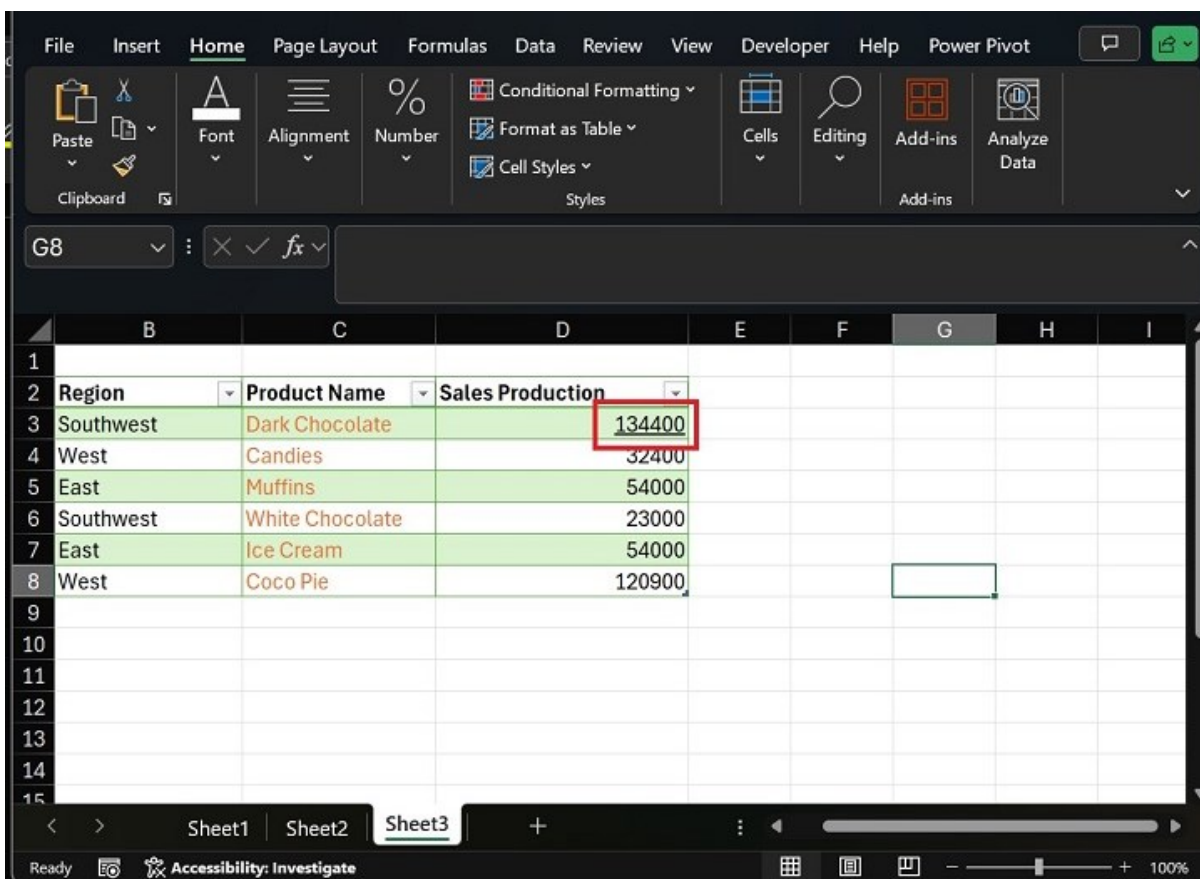 File Insert Home Page Layout Formulas Data Review View Developer Help Power Pivot
Paste Font Alignment Number Conditional Formatting Cells Editing Add-ins Analyze Data
Format as Table
Cell Styles
Clipboard Styles Add-ins
G8 fx
B C D E F G H I
1
2 Region Product Name Sales Production
3 Southwest Dark Chocolate 134400
4 West Candies 32400
5 East Muffins 54000
6 Southwest White Chocolate 23000
7 East Ice Cream 54000
8 West Coco Pie 120900
9
10
11
12
13
14
15
Sheet1 Sheet2 Sheet3 +
Ready Accessibility: Investigate - + 100%